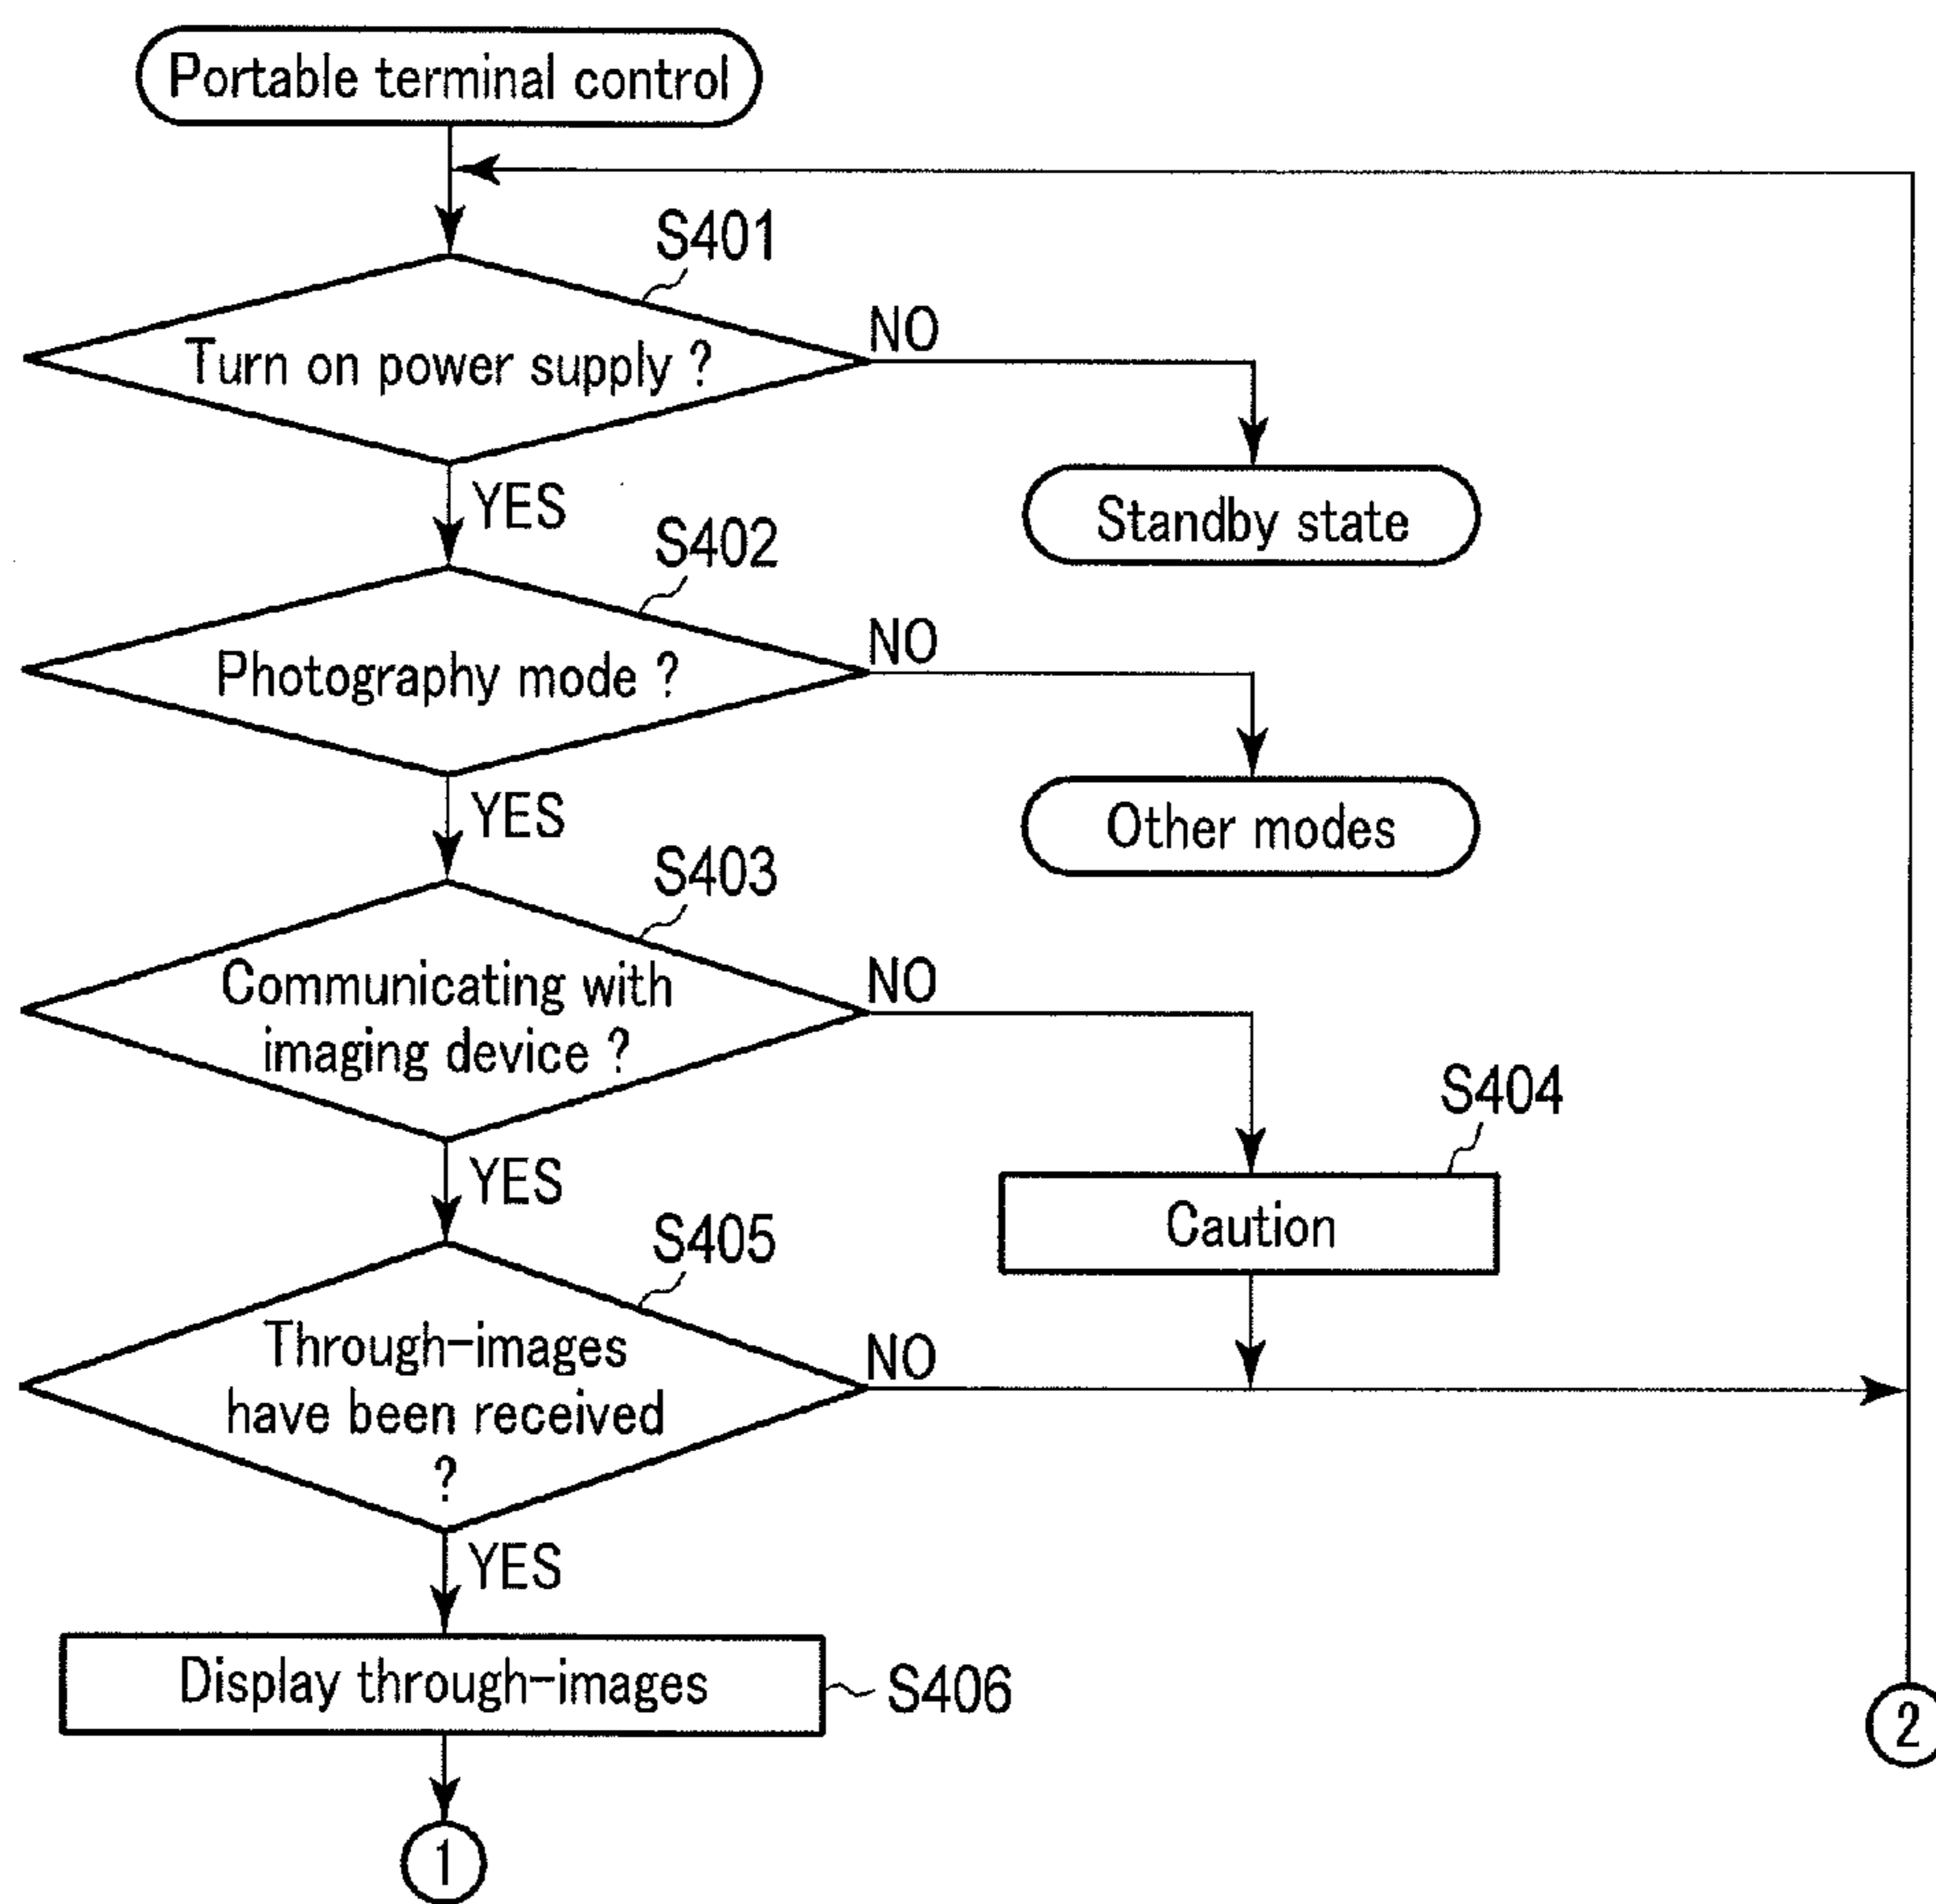 Portable terminal control
S401
Turn on power supply ?
NO
YES
Standby state
S402
Photography mode ?
NO
YES
Other modes
S403
Communicating with
imaging device ?
NO
YES
S404
Caution
S405
Through-images
have been received
?
NO
YES
Display through-images
S406
2
1